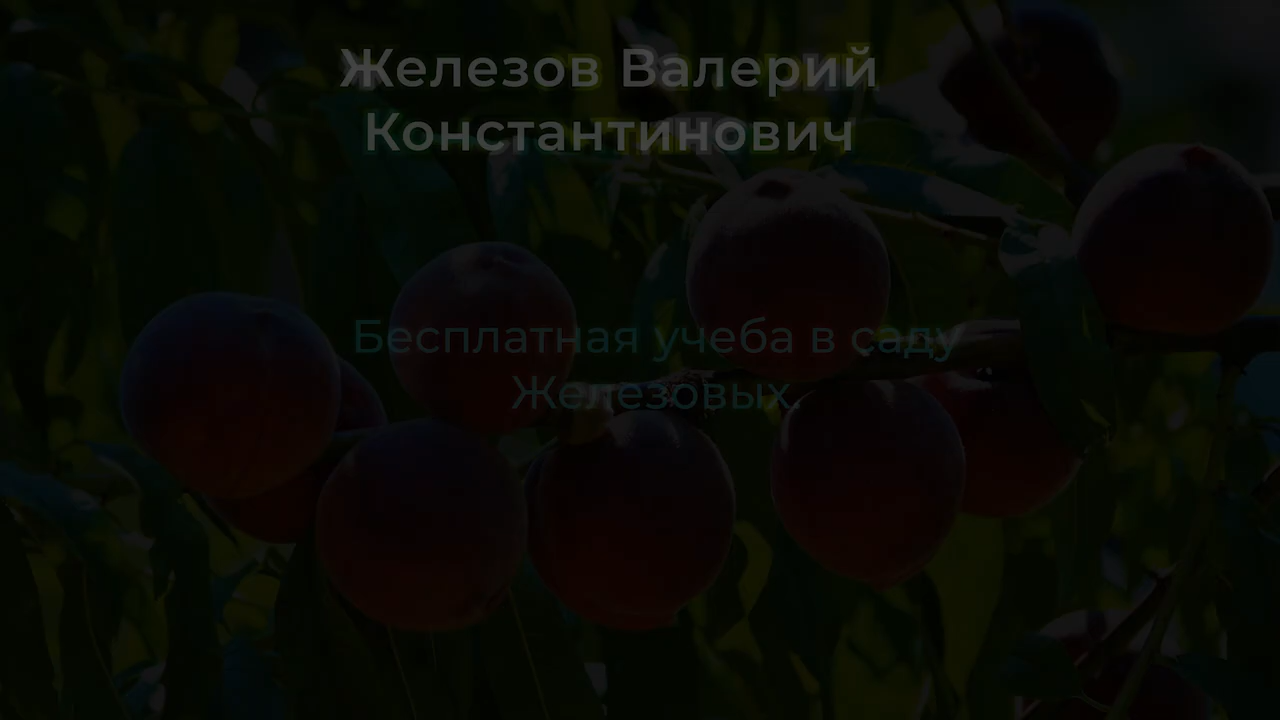 Железов Валерий
Константинович
Бесплатная учеба в саду
Железовых.